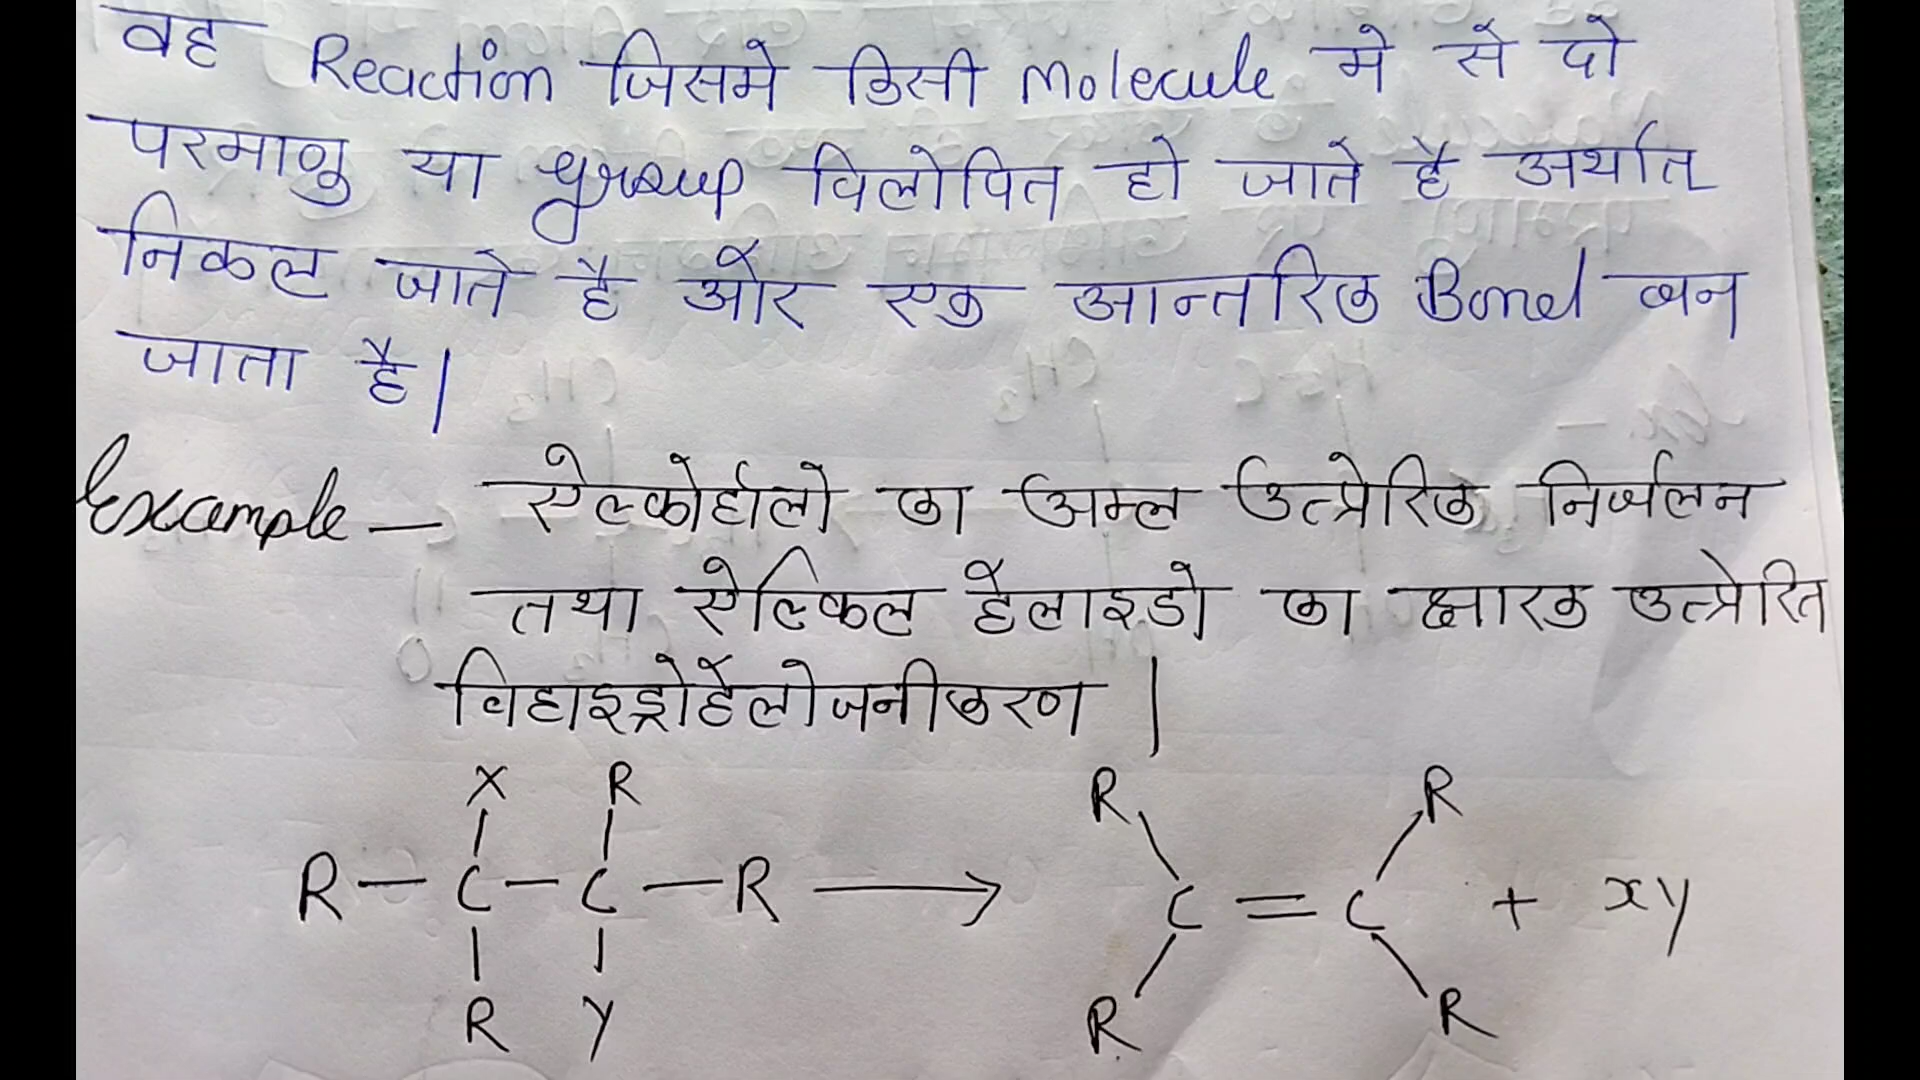 वह Reaction जिसमे किसी molecule मे से दो
परमाणु या group विलोपित हो जाते है अर्थात
निकल जाते है और एक आन्तरिक Bond बन
जाता है।
Example — ऐल्कोहॉलो का अम्ल उत्प्रेरिक निर्जलन
तथा ऐल्किल हैलाइडो का क्षारक उत्प्रेरित
विहाइड्रोहैलोजनीकरण |
X R R R
R — C — C — R → C = C + xy
R Y R R